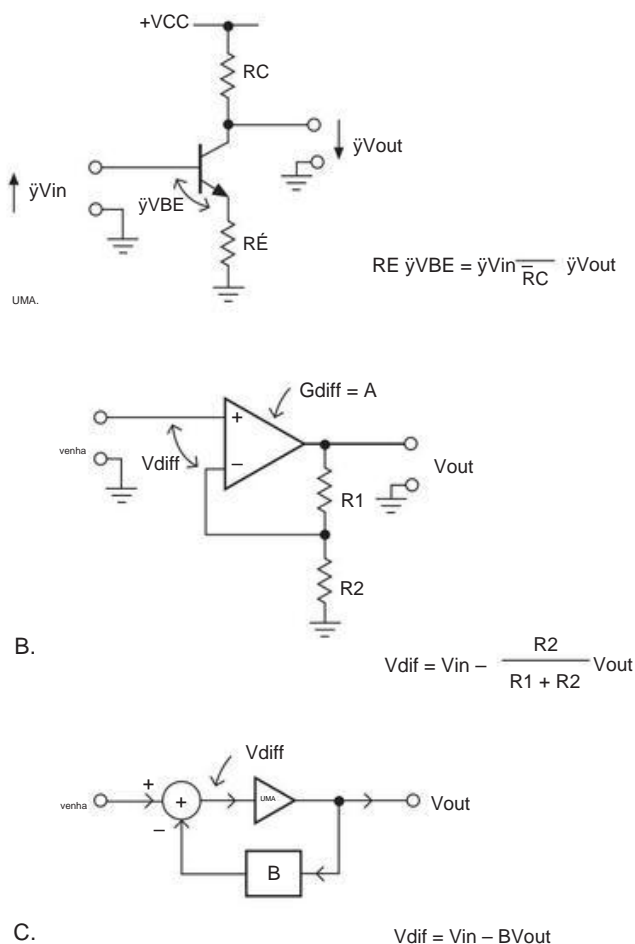 +VCC
RC
ÿVout
ÿVin
ÿVBE
RÉ
RE ÿVBE = ÿVin – RC ÿVout
UMA.
Gdiff = A
+
venha
Vdiff
–
Vout
R1
R2
B.
Vdif = Vin – R2 / R1 + R2 Vout
Vdiff
+
venha
+
UMA
Vout
–
B
C.
Vdif = Vin – BVout